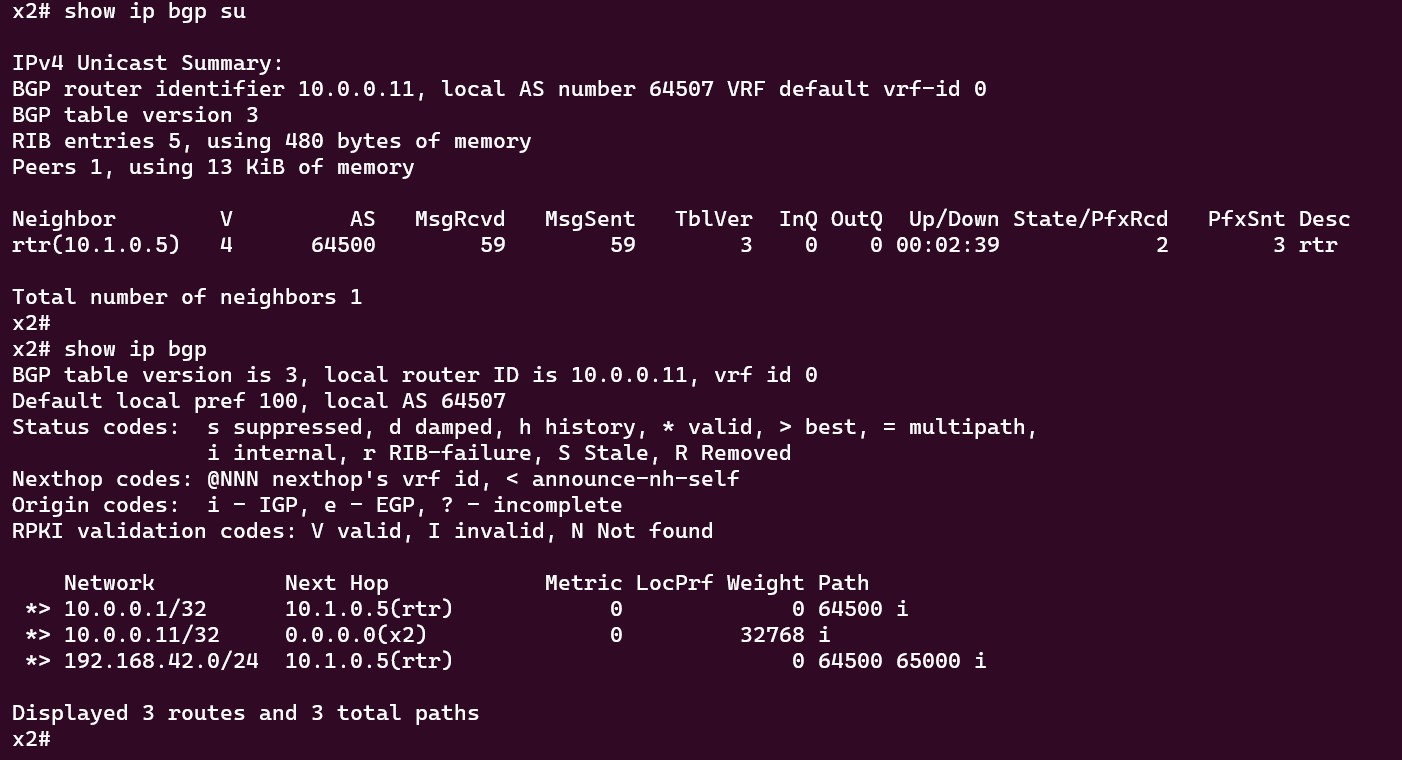 x2# show ip bgp su

IPv4 Unicast Summary:
BGP router identifier 10.0.0.11, local AS number 64507 VRF default vrf-id 0
BGP table version 3
RIB entries 5, using 480 bytes of memory
Peers 1, using 13 KiB of memory

Neighbor        V         AS   MsgRcvd   MsgSent   TblVer  InQ OutQ  Up/Down State/PfxRcd   PfxSnt Desc
rtr(10.1.0.5)   4      64500        59        59        3    0    0 00:02:39            2        3 rtr

Total number of neighbors 1
x2#
x2# show ip bgp
BGP table version is 3, local router ID is 10.0.0.11, vrf id 0
Default local pref 100, local AS 64507
Status codes:  s suppressed, d damped, h history, * valid, > best, = multipath,
               i internal, r RIB-failure, S Stale, R Removed
Nexthop codes: @NNN nexthop's vrf id, < announce-nh-self
Origin codes:  i - IGP, e - EGP, ? - incomplete
RPKI validation codes: V valid, I invalid, N Not found

    Network          Next Hop            Metric LocPrf Weight Path
 *> 10.0.0.1/32      10.1.0.5(rtr)            0             0 64500 i
 *> 10.0.0.11/32     0.0.0.0(x2)              0         32768 i
 *> 192.168.42.0/24  10.1.0.5(rtr)                          0 64500 65000 i

Displayed 3 routes and 3 total paths
x2#